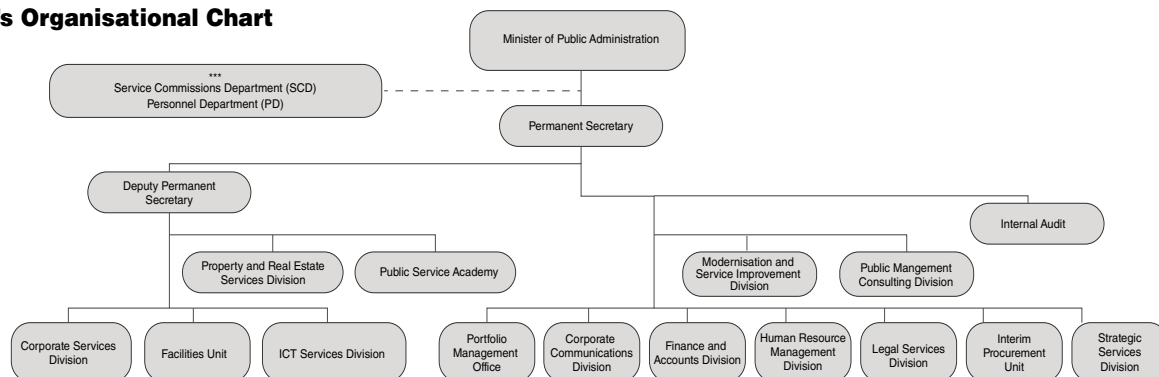 's Organisational Chart
Minister of Public Administration
***
Service Commissions Department (SCD)
Personnel Department (PD)
Permanent Secretary
Deputy Permanent
Secretary
Internal Audit
Property and Real Estate
Services Division
Public Service Academy
Modernisation and
Service Improvement
Division
Public Mangement
Consulting Division
Corporate Services
Division
Facilities Unit
ICT Services Division
Portfolio
Management
Office
Corporate
Communications
Division
Finance and
Accounts Division
Human Resource
Management
Division
Legal Services
Division
Interim
Procurement
Unit
Strategic
Services
Division